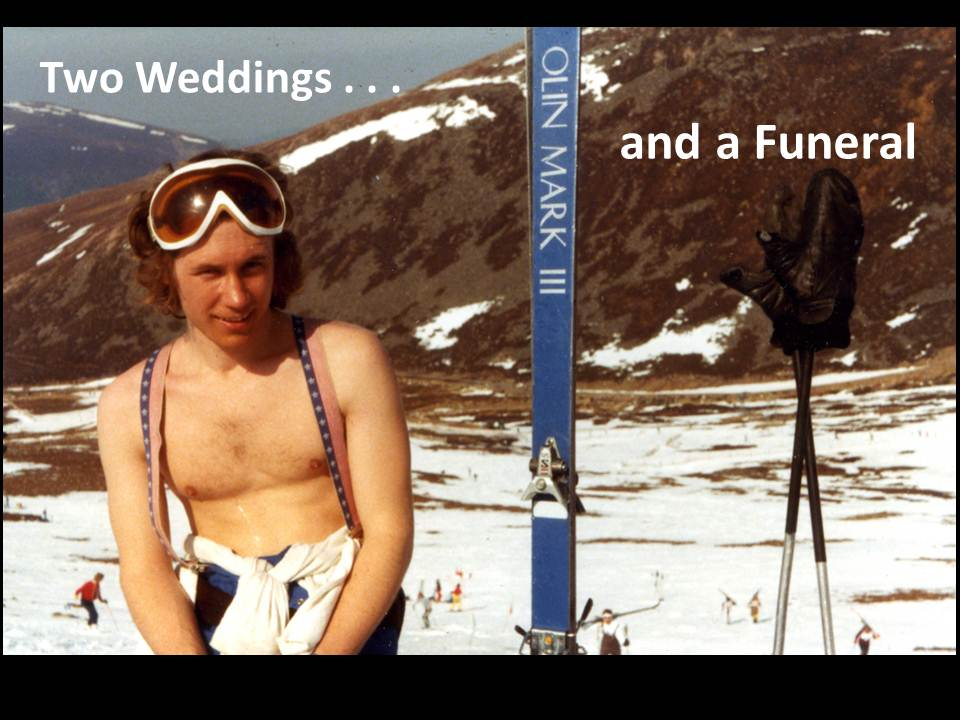 Two Weddings . . .
and a Funeral
OLIN MARK III